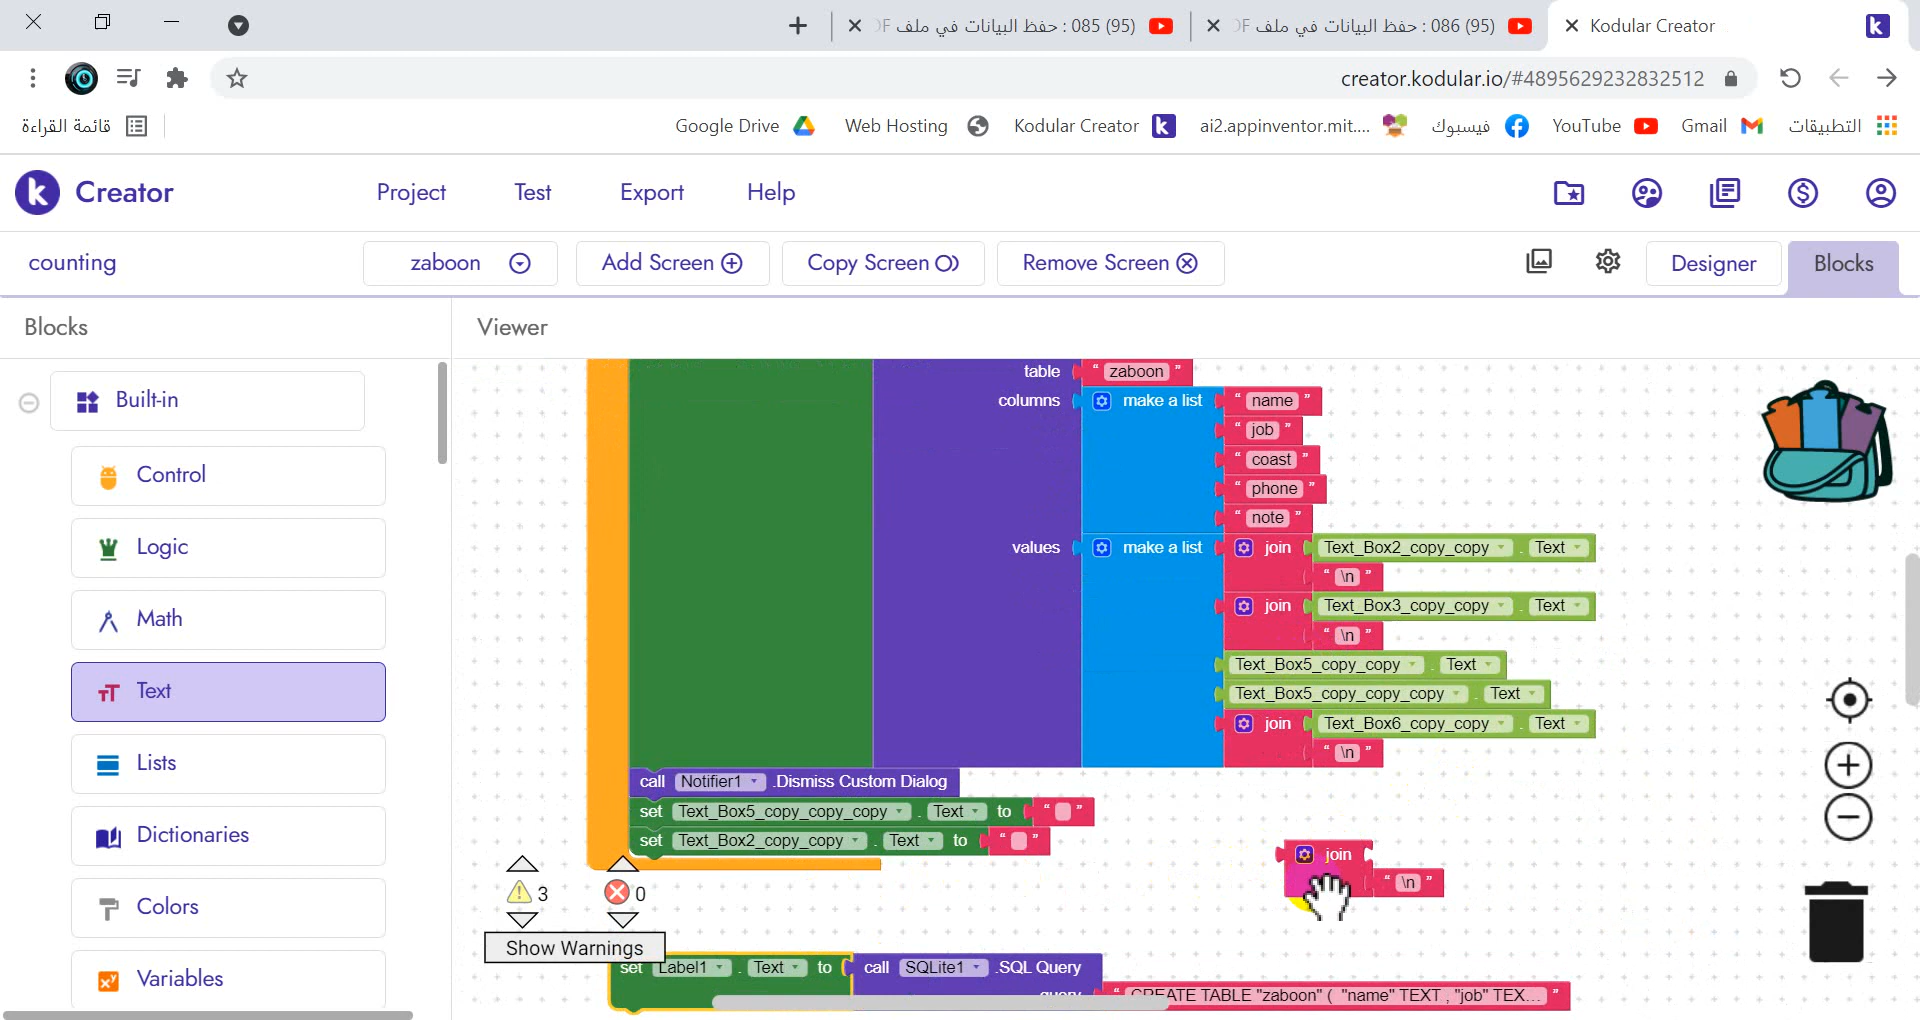 (95) 085 : حفظ البيانات في ملف
(95) 086 : حفظ البيانات في ملف
Kodular Creator
creator.kodular.io/#4895629232832512
قائمة القراءة
Google Drive
Web Hosting
Kodular Creator
ai2.appinventor.mit....
فيسبوك
YouTube
Gmail
التطبيقات
Creator
Project
Test
Export
Help
counting
zaboon
Add Screen
Copy Screen
Remove Screen
Designer
Blocks
Blocks
Viewer
Built-in
Control
Logic
Math
Text
Lists
Dictionaries
Colors
Variables
table " zaboon "
columns make a list " name "
" job "
" coast "
" phone "
" note "
values make a list join Text_Box2_copy_copy . Text
" \n "
join Text_Box3_copy_copy . Text
" \n "
Text_Box5_copy_copy . Text
Text_Box5_copy_copy_copy . Text
join Text_Box6_copy_copy . Text
" \n "
call Notifier1 .Dismiss Custom Dialog
set Text_Box5_copy_copy_copy . Text to " "
set Text_Box2_copy_copy . Text to " "
join
" \n "
3
0
Show Warnings
set Label1 . Text to call SQLite1 .SQL Query
query " CREATE TABLE "zaboon" ( "name" TEXT , "job" TEX... "